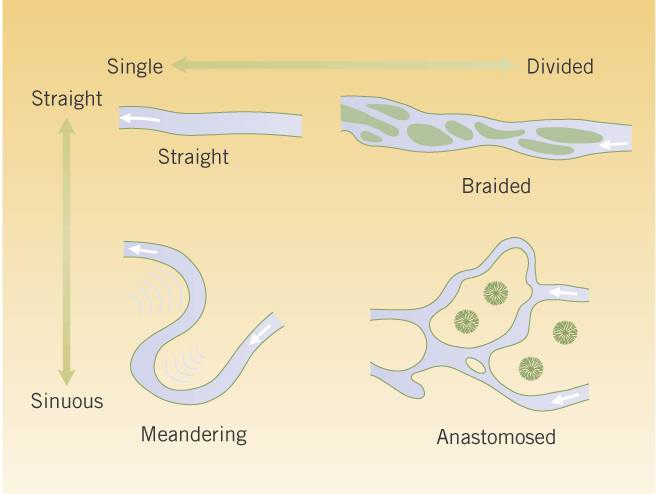 Single
Divided
Straight
Straight
Braided
Sinuous
Meandering
Anastomosed